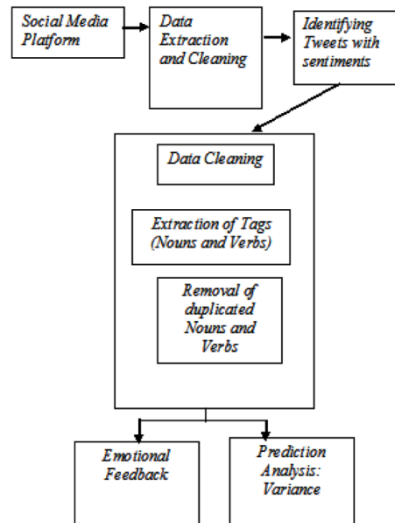 Social Media
Platform
Data
Extraction
and Cleaning
Identifying
Tweets with
sentiments
Data Cleaning
Extraction of Tags
(Nouns and Verbs)
Removal of
duplicated
Nouns and
Verbs
Emotional
Feedback
Prediction
Analysis:
Variance